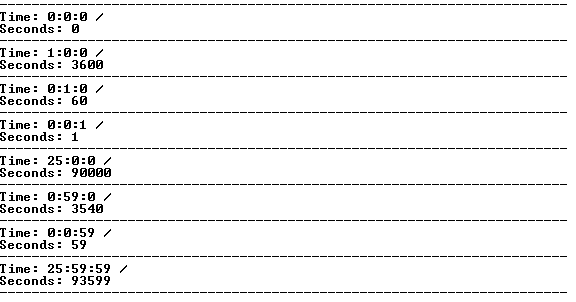 Time: 0:0:0 /
Seconds: 0
Time: 1:0:0 /
Seconds: 3600
Time: 0:1:0 /
Seconds: 60
Time: 0:0:1 /
Seconds: 1
Time: 25:0:0 /
Seconds: 90000
Time: 0:59:0 /
Seconds: 3540
Time: 0:0:59 /
Seconds: 59
Time: 25:59:59 /
Seconds: 93599